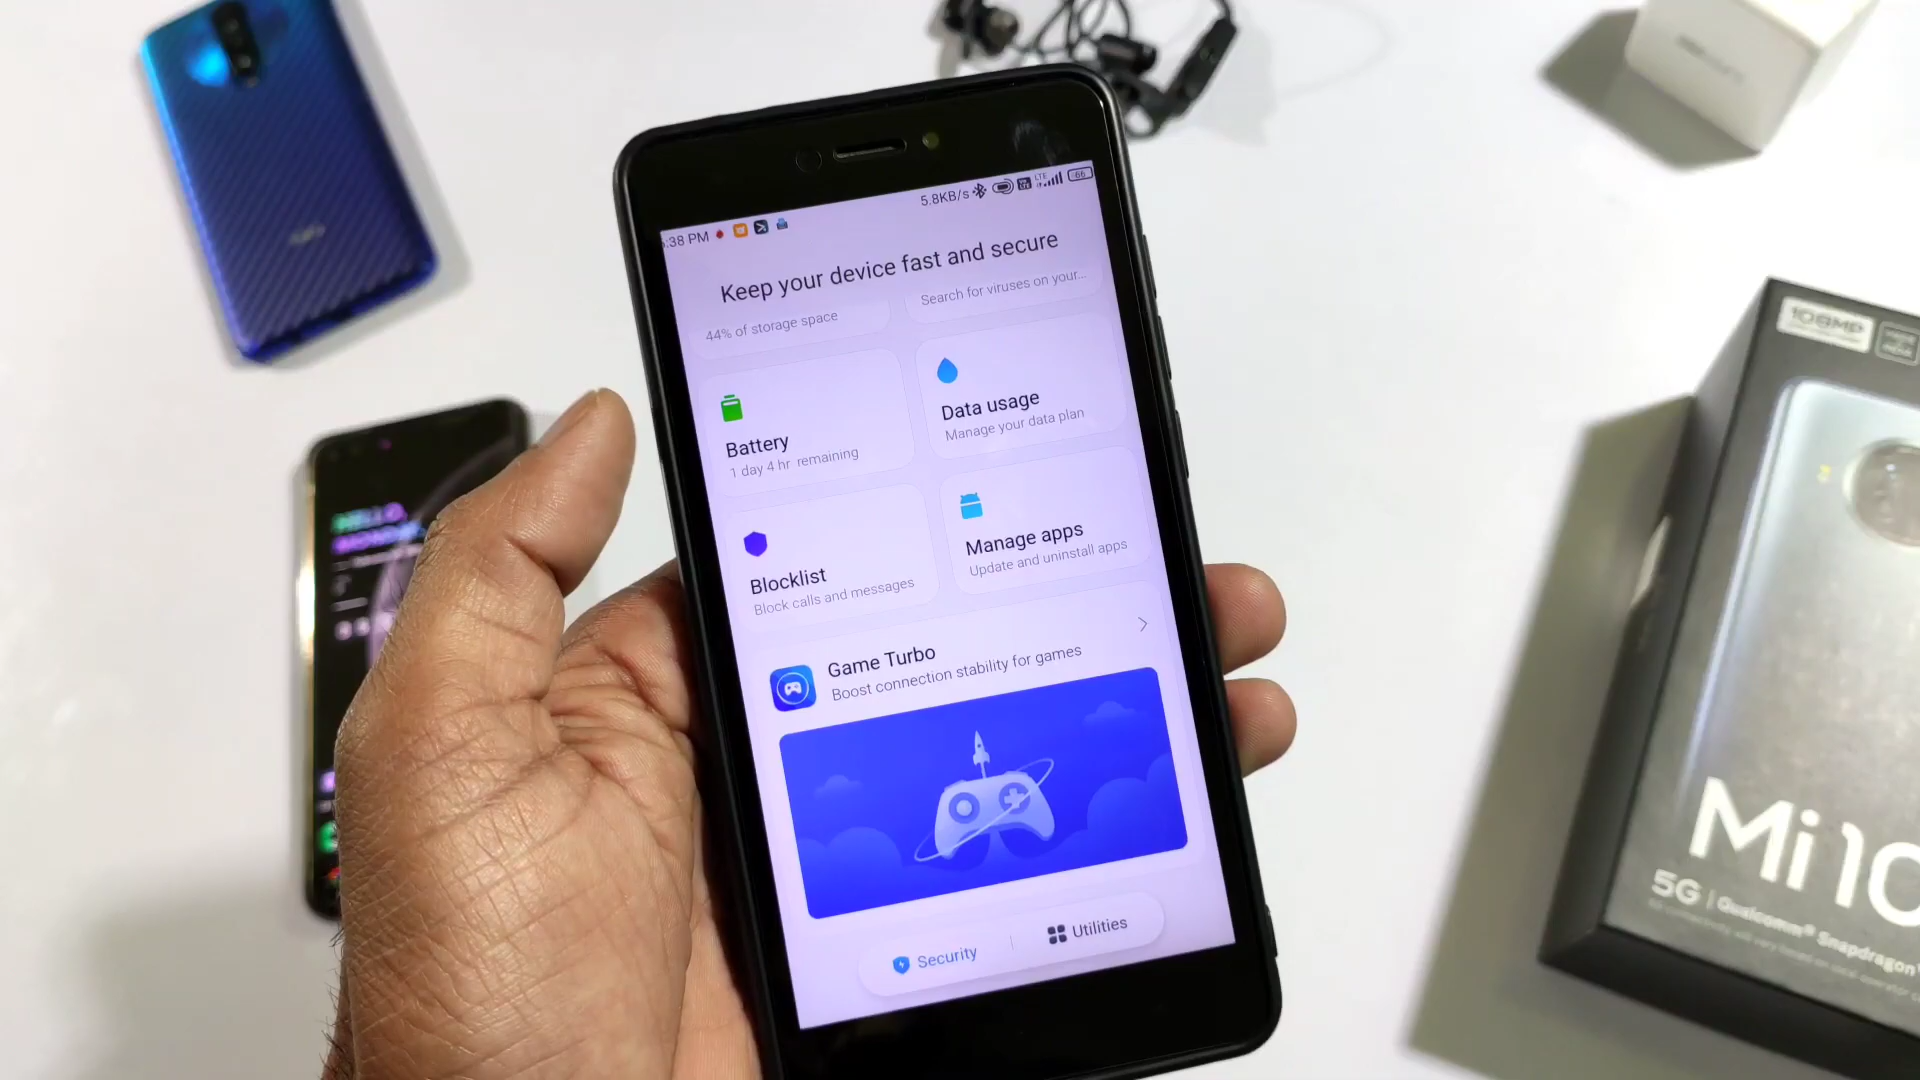 :38 PM
5.8KB/s
LTE
66
Keep your device fast and secure
44% of storage space
Search for viruses on your...
Battery
1 day 4 hr remaining
Data usage
Manage your data plan
Blocklist
Block calls and messages
Manage apps
Update and uninstall apps
Game Turbo
Boost connection stability for games
Security
Utilities
HELLO,
108MP
Mi 10
5G | Qualcomm® Snapdragon